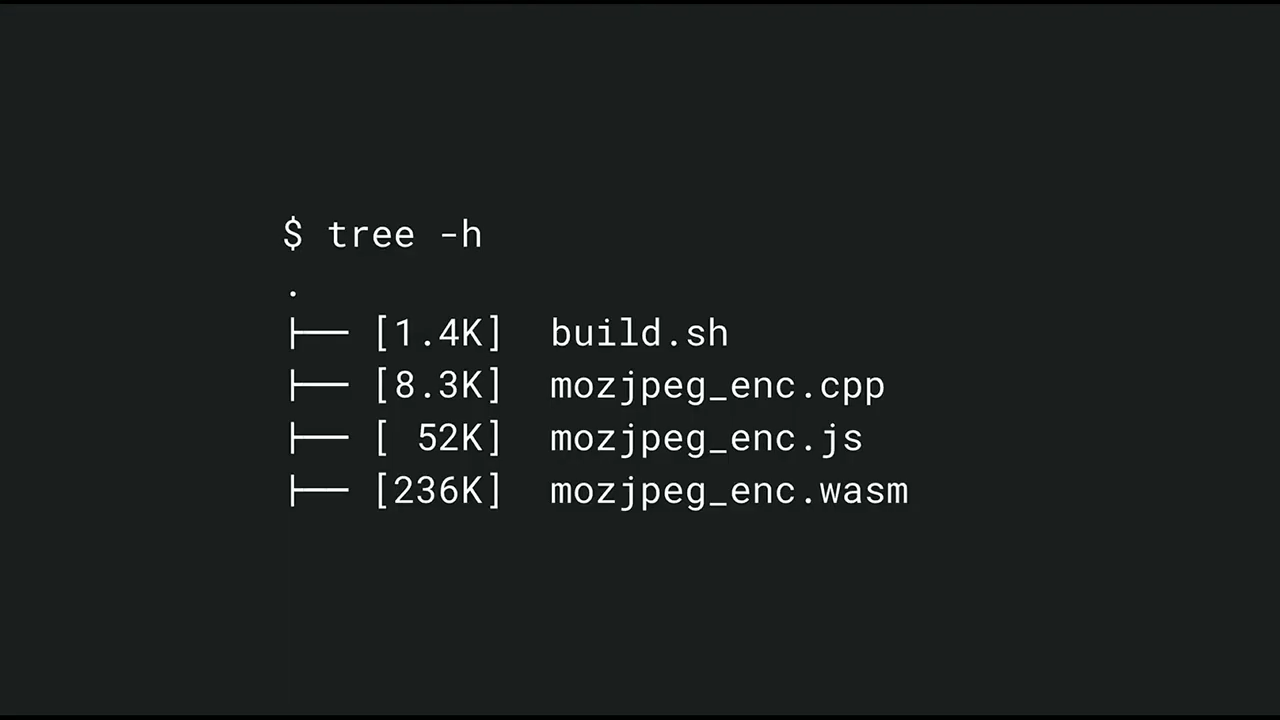 $ tree -h
.
├── [1.4K]  build.sh
├── [8.3K]  mozjpeg_enc.cpp
├── [ 52K]  mozjpeg_enc.js
├── [236K]  mozjpeg_enc.wasm